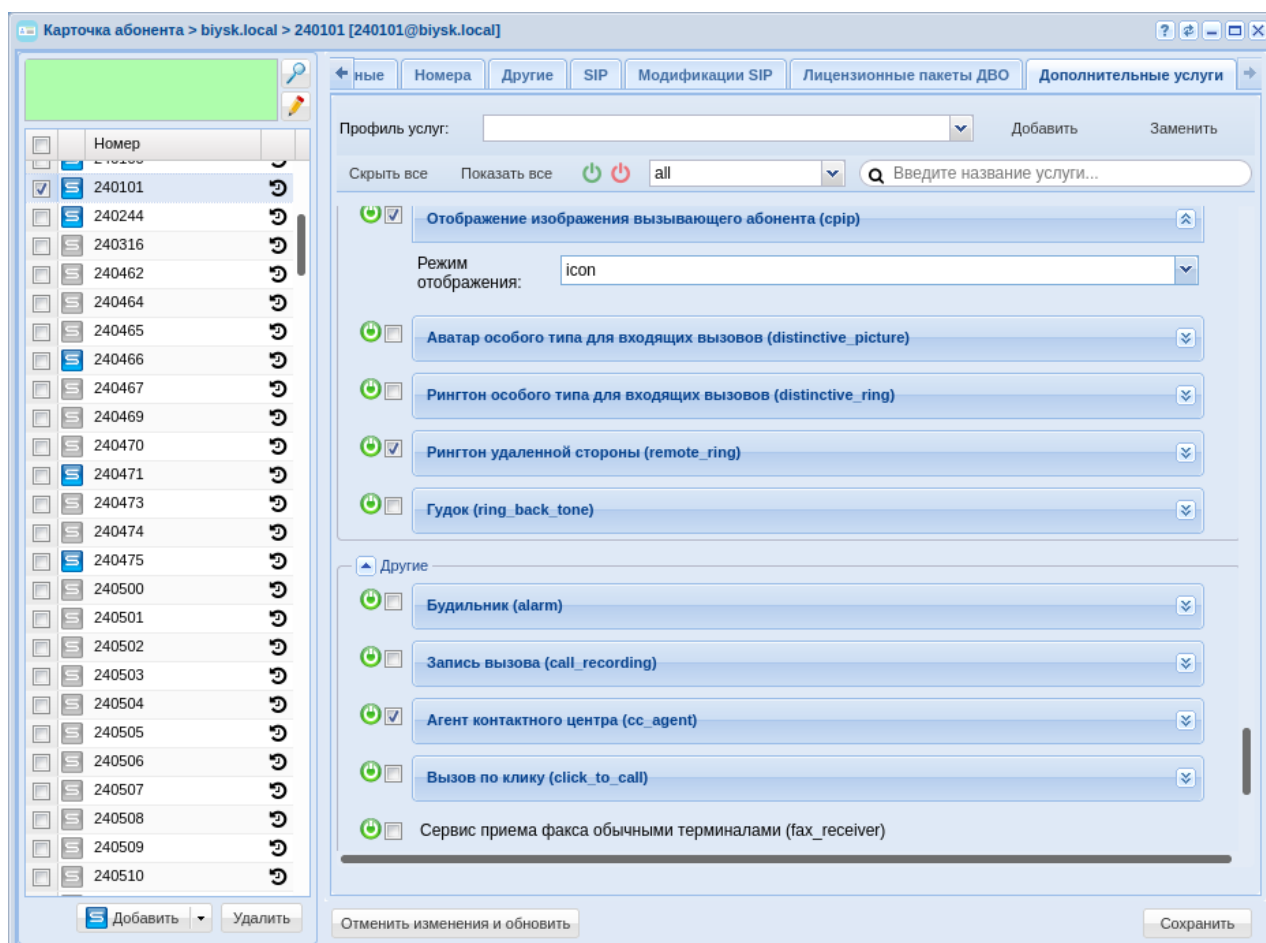 Карточка абонента > biysk.local > 240101 [240101@biysk.local]
ные
Номера
Другие
SIP
Модификации SIP
Лицензионные пакеты ДВО
Дополнительные услуги
Профиль услуг:
Добавить
Заменить
Скрыть все
Показать все
all
Введите название услуги...
Номер
240101
240244
240316
240462
240464
240465
240466
240467
240469
240470
240471
240473
240474
240475
240500
240501
240502
240503
240504
240505
240506
240507
240508
240509
240510
Добавить
Удалить
Отображение изображения вызывающего абонента (cpip)
Режим
отображения:
icon
Аватар особого типа для входящих вызовов (distinctive_picture)
Рингтон особого типа для входящих вызовов (distinctive_ring)
Рингтон удаленной стороны (remote_ring)
Гудок (ring_back_tone)
Другие
Будильник (alarm)
Запись вызова (call_recording)
Агент контактного центра (cc_agent)
Вызов по клику (click_to_call)
Сервис приема факса обычными терминалами (fax_receiver)
Отменить изменения и обновить
Сохранить